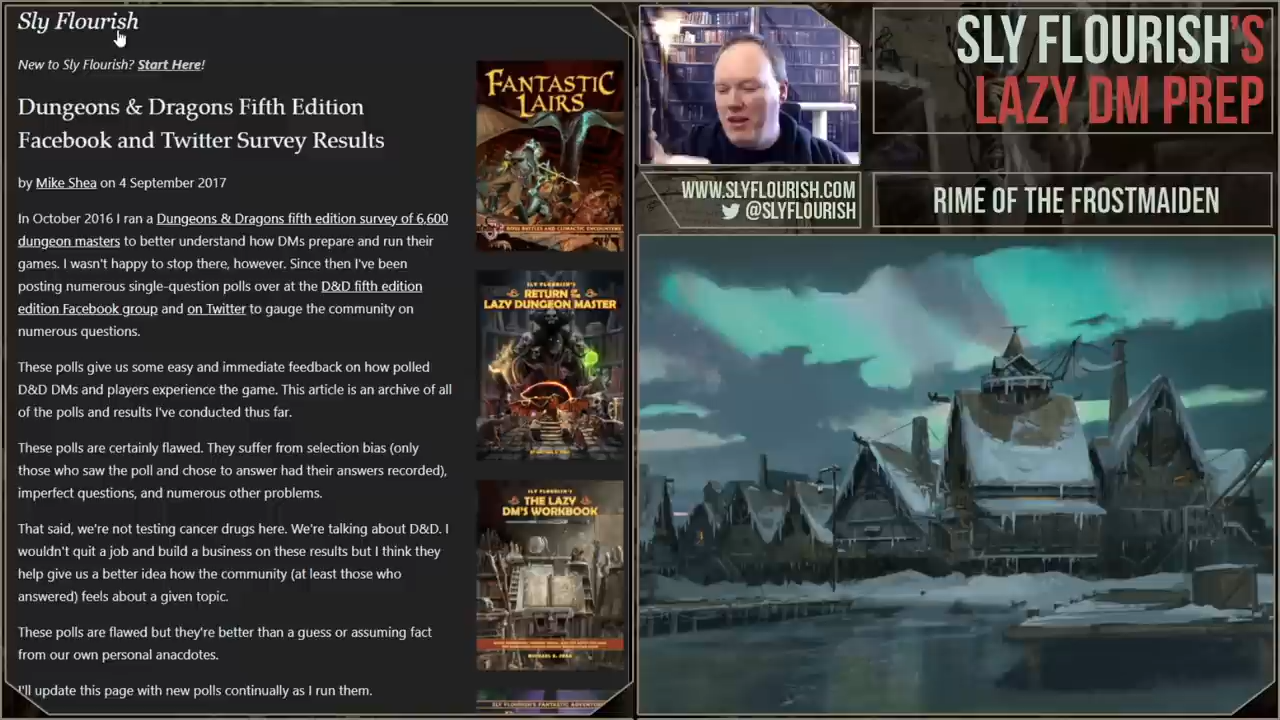 Sly Flourish
New to Sly Flourish? Start Here!
Dungeons & Dragons Fifth Edition
Facebook and Twitter Survey Results
by Mike Shea on 4 September 2017
In October 2016 I ran a Dungeons & Dragons fifth edition survey of 6,600
dungeon masters to better understand how DMs prepare and run their
games. I wasn't happy to stop there, however. Since then I've been
posting numerous single-question polls over at the D&D fifth edition
edition Facebook group and on Twitter to gauge the community on
numerous questions.
These polls give us some easy and immediate feedback on how polled
D&D DMs and players experience the game. This article is an archive of all
of the polls and results I've conducted thus far.
These polls are certainly flawed. They suffer from selection bias (only
those who saw the poll and chose to answer had their answers recorded),
imperfect questions, and numerous other problems.
That said, we're not testing cancer drugs here. We're talking about D&D. I
wouldn't quit a job and build a business on these results but I think they
help give us a better idea how the community (at least those who
answered) feels about a given topic.
These polls are flawed but they're better than a guess or assuming fact
from our own personal anacdotes.
I'll update this page with new polls continually as I run them.
FANTASTIC
LAIRS
BOSS BATTLES AND CLIMACTIC ENCOUNTERS
SLY FLOURISH'S
RETURN OF THE
LAZY DUNGEON MASTER
SLY FLOURISH'S
THE LAZY
DM'S WORKBOOK
SLY FLOURISH'S FANTASTIC ADVENTURES
WWW.SLYFLOURISH.COM
@SLYFLOURISH
SLY FLOURISH'S
LAZY DM PREP
RIME OF THE FROSTMAIDEN